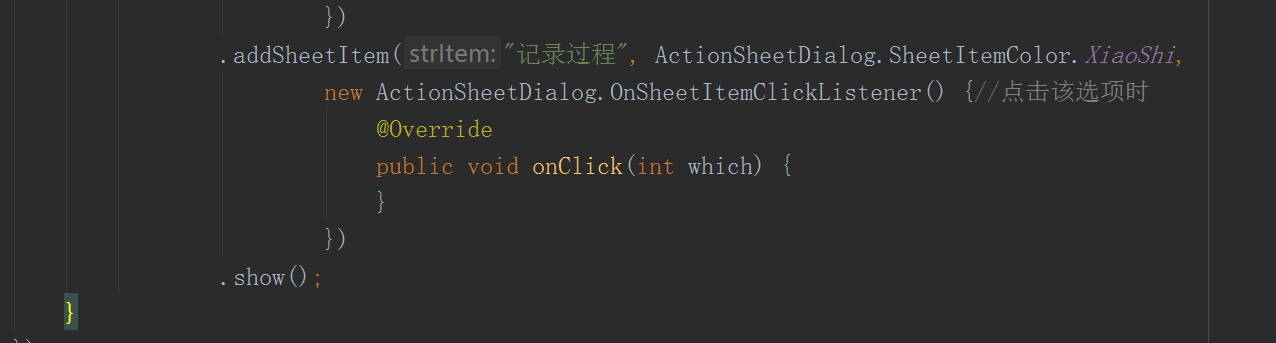 })
.addSheetItem( strItem: "记录过程", ActionSheetDialog.SheetItemColor.XiaoShi,
new ActionSheetDialog.OnSheetItemClickListener() {//点击该选项时
@Override
public void onClick(int which) {
}
})
.show();
}